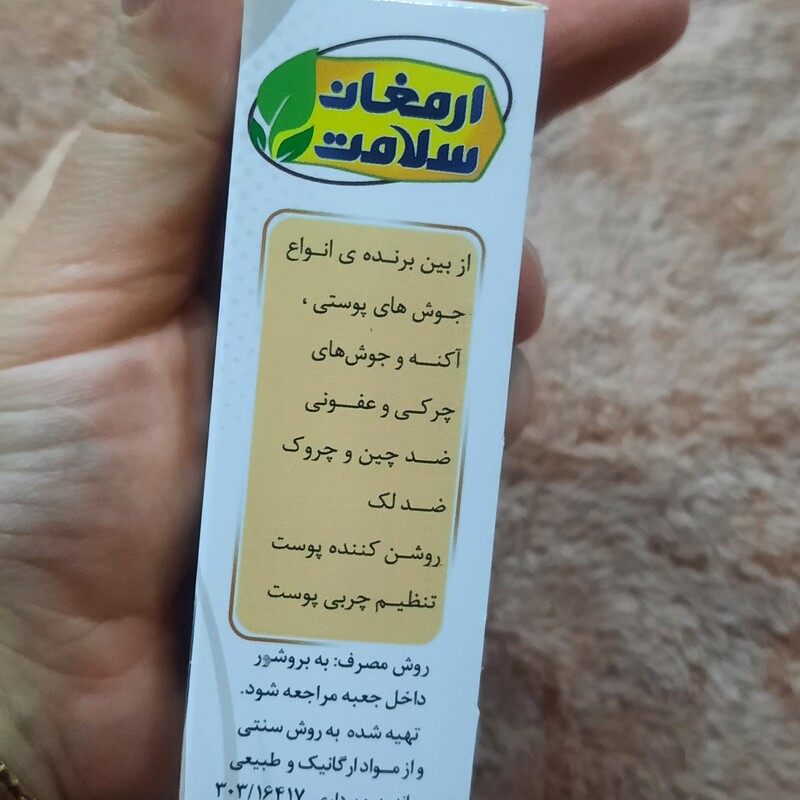 ارمغان
سلامت
از بین برنده ی انواع
جوش های پوستی ،
آکنه و جوش‌های
چرکی و عفونی
ضد چین و چروک
ضد لک
روشن کننده پوست
تنظیم چربی پوست
روش مصرف: به بروشور
داخل جعبه مراجعه شود.
تهیه شده به روش سنتی
و از مواد ارگانیک و طبیعی
۳۰۳/۱۶۴۱۷